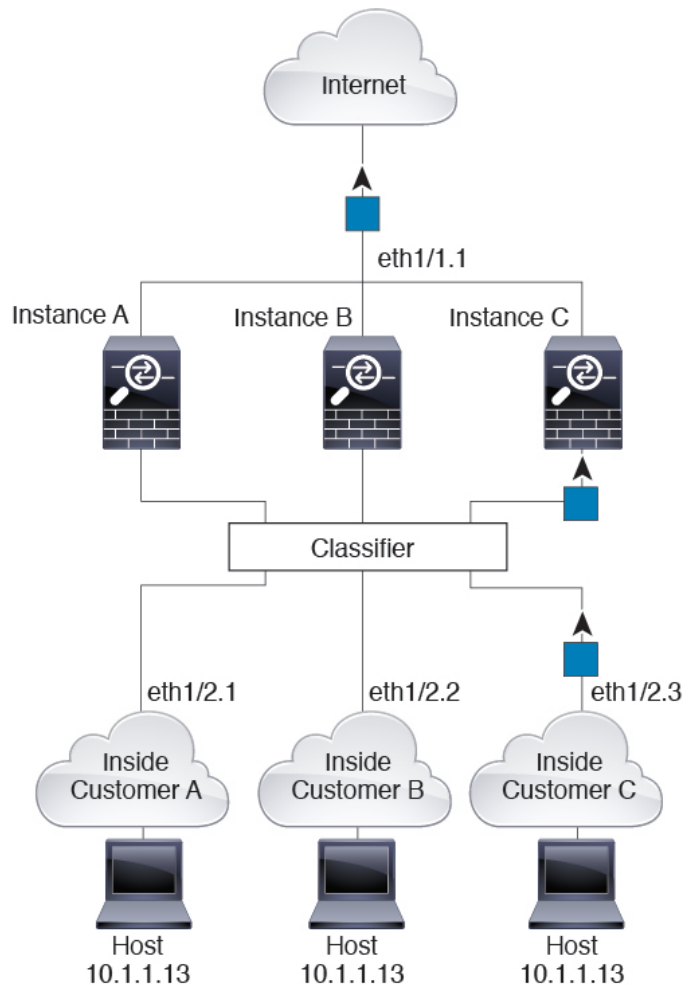 Internet
eth1/1.1
Instance A
Instance B
Instance C
Classifier
eth1/2.1
eth1/2.2
eth1/2.3
Inside
Customer A
Inside
Customer B
Inside
Customer C
Host
10.1.1.13
Host
10.1.1.13
Host
10.1.1.13